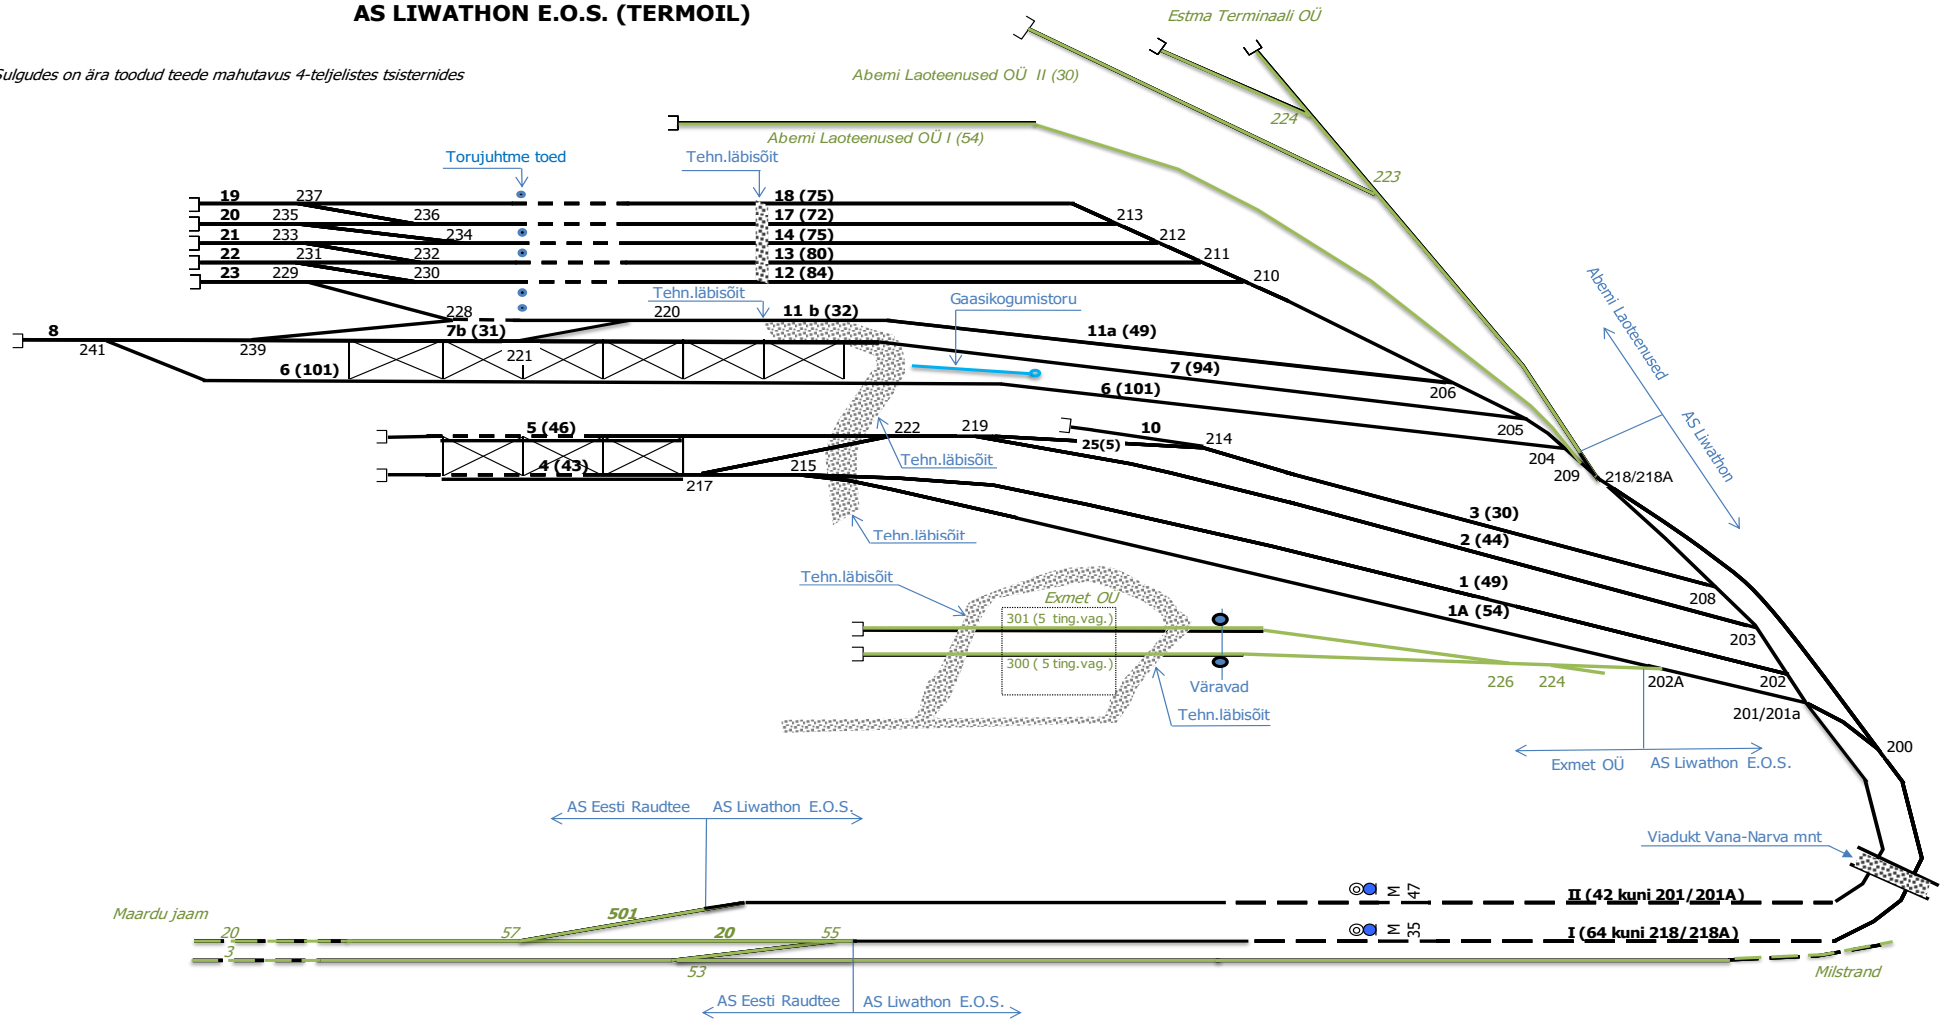 AS LIWATHON E.O.S. (TERMOIL)
Estma Terminaali OÜ
Sulgudes on ära toodud teede mahutavus 4-teljelistes tsisternides
Abemi Laoteenused OÜ II (30)
224
Abemi Laoteenused OÜ I (54)
Torujuhtme toed
Tehn.läbisõit
223
19
237
18 (75)
20
235
236
17 (72)
213
21
233
234
14 (75)
212
22
231
232
13 (80)
211
23
229
230
12 (84)
210
Tehn.läbisõit
Gaasikogumistoru
Abemi Laoteenused
AS Liwathon
228
220
11 b (32)
8
7b (31)
11a (49)
241
239
221
6 (101)
7 (94)
6 (101)
206
5 (46)
222
219
10
205
25(5)
214
204
4 (43)
215
Tehn.läbisõit
209
218/218A
217
3 (30)
Tehn.läbisõit
2 (44)
Tehn.läbisõit
1 (49)
Exmet OÜ
208
1A (54)
301 (5 ting.vag.)
203
300 ( 5 ting.vag.)
226
224
202A
202
Väravad
Tehn.läbisõit
201/201a
200
Exmet OÜ
AS Liwathon E.O.S.
AS Eesti Raudtee
AS Liwathon E.O.S.
Viadukt Vana-Narva mnt
M 47
II (42 kuni 201/201A)
Maardu jaam
501
20
57
20
55
M 35
I (64 kuni 218/218A)
3
53
Milstrand
AS Eesti Raudtee
AS Liwathon E.O.S.